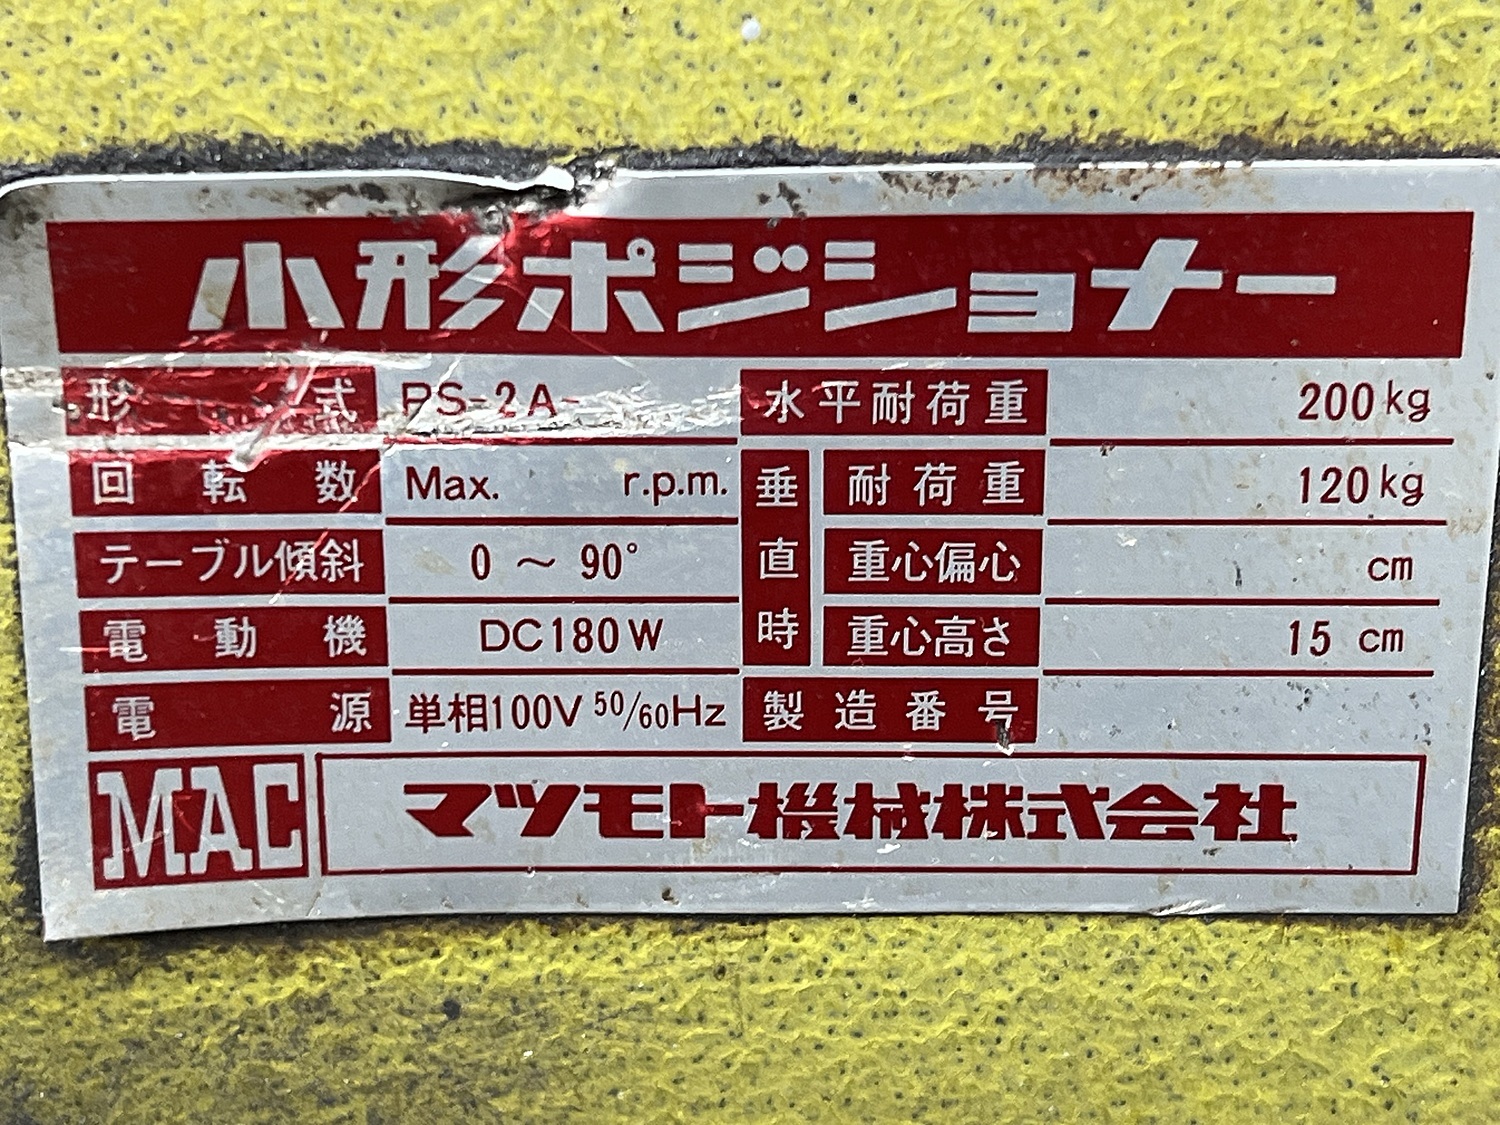 小形ポジショナー
形式 PS-2A- 水平耐荷重 200kg
回転数 Max. r.p.m. 垂直時 耐荷重 120kg
テーブル傾斜 0 ～ 90° 重心偏心 cm
電動機 DC180W 重心高さ 15 cm
電源 単相100V 50/60Hz 製造番号
MAC マツモト機械株式会社